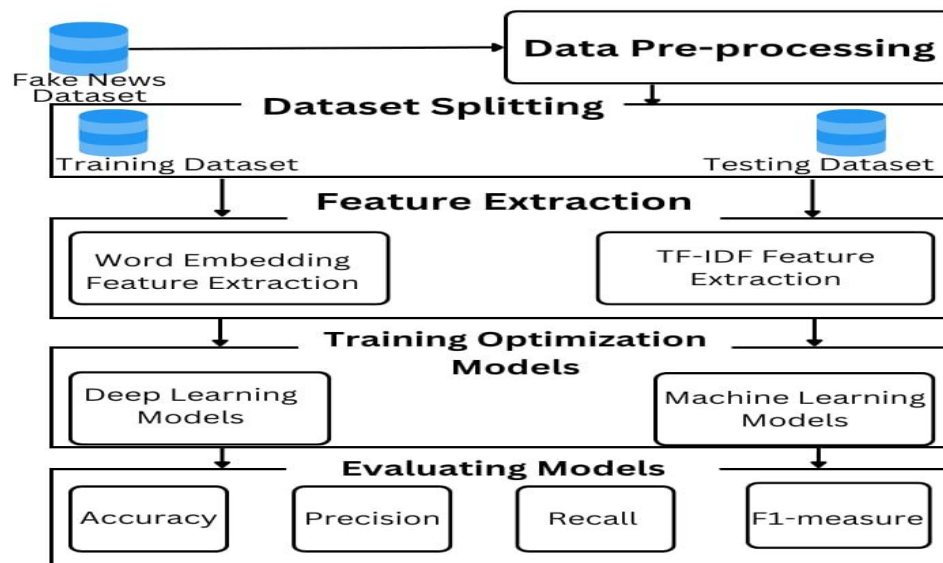 Data Pre-processing
Fake News
Dataset
Dataset Splitting
Training Dataset
Testing Dataset
Feature Extraction
Word Embedding
Feature Extraction
TF-IDF Feature
Extraction
Training Optimization
Models
Deep Learning
Models
Machine Learning
Models
Evaluating Models
Accuracy
Precision
Recall
F1-measure